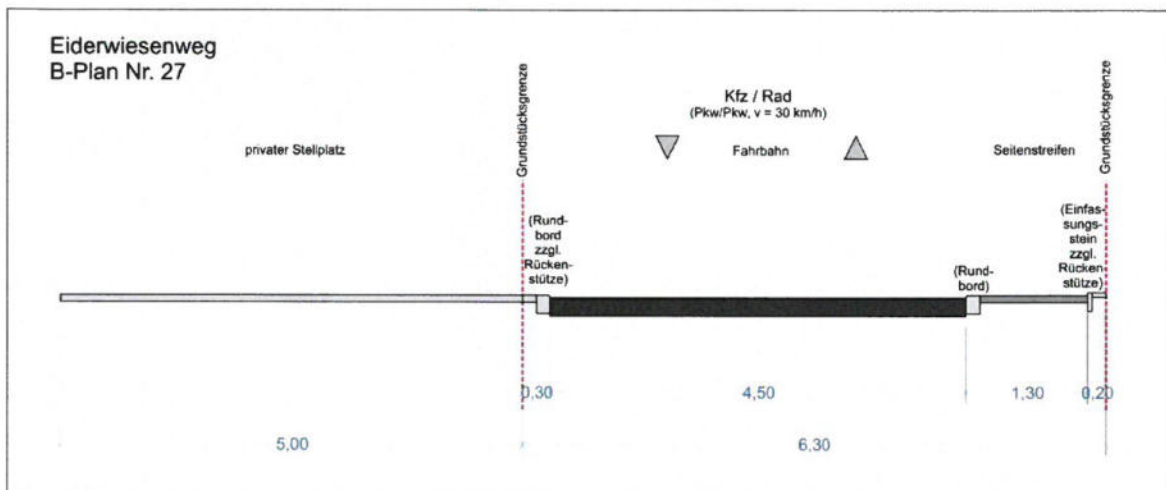 Eiderwiesenweg
B-Plan Nr. 27
privater Stellplatz
Grundstücksgrenze
Kfz / Rad
(Pkw/Pkw, v = 30 km/h)
Fahrbahn
Seitenstreifen
Grundstücksgrenze
(Rund-
bord
zzgl.
Rücken-
stütze)
(Rund-
bord)
(Einfas-
sungs-
stein
zzgl.
Rücken-
stütze)
0,30
4,50
1,30
0,20
5,00
6,30